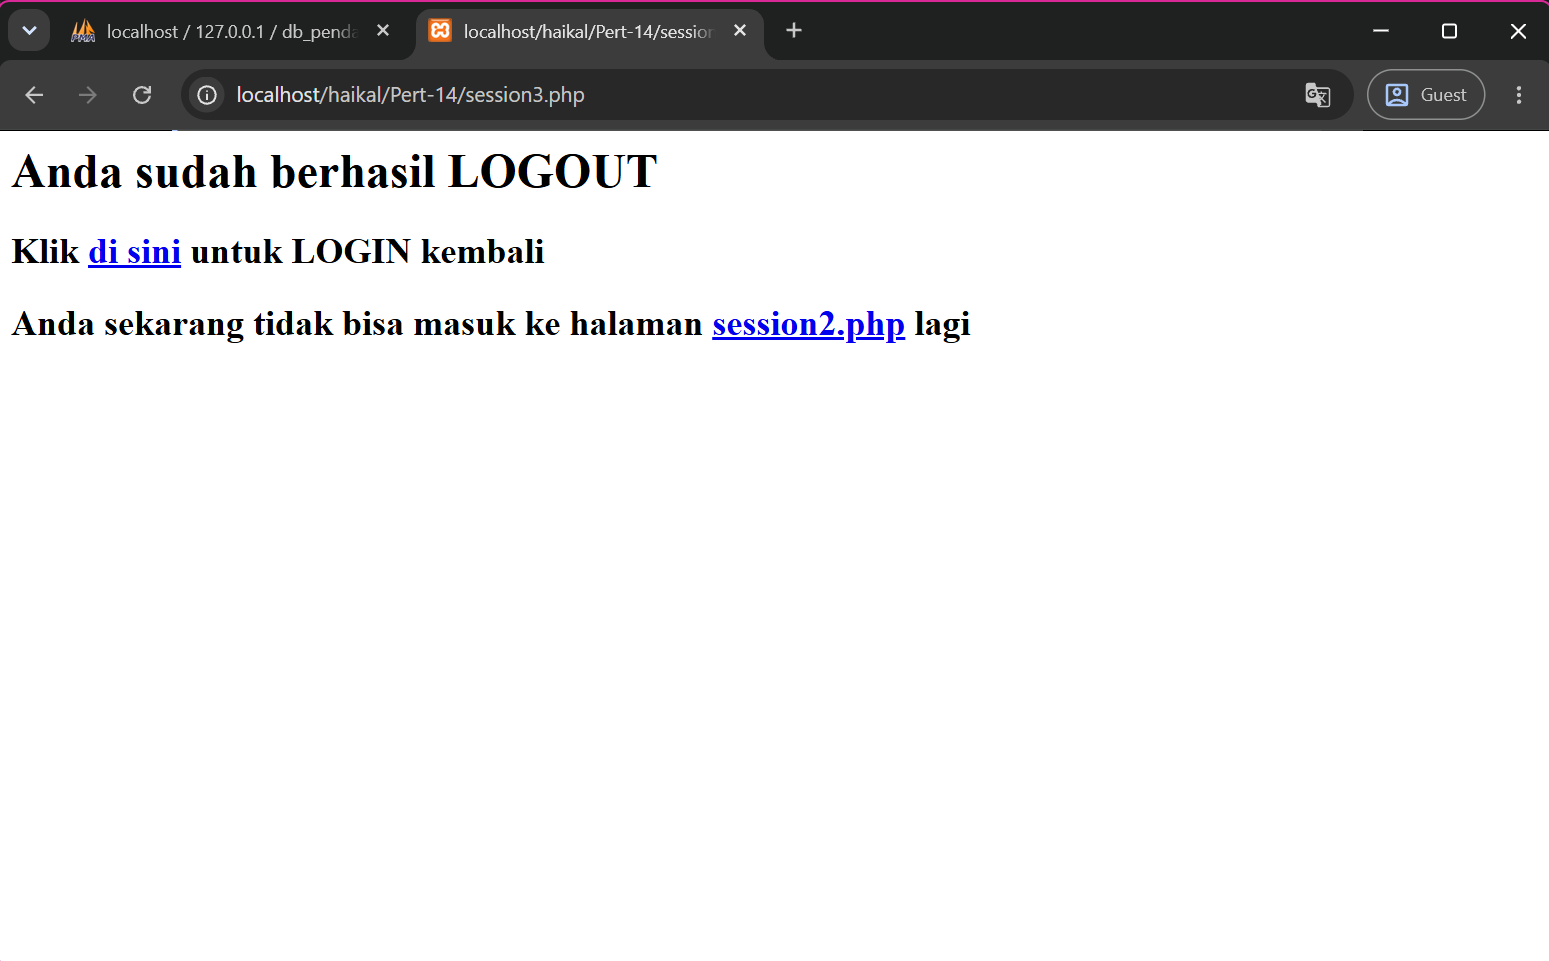 localhost / 127.0.0.1 / db_penda
localhost/haikal/Pert-14/session
localhost/haikal/Pert-14/session3.php
Guest
Anda sudah berhasil LOGOUT
Klik di sini untuk LOGIN kembali
Anda sekarang tidak bisa masuk ke halaman session2.php lagi